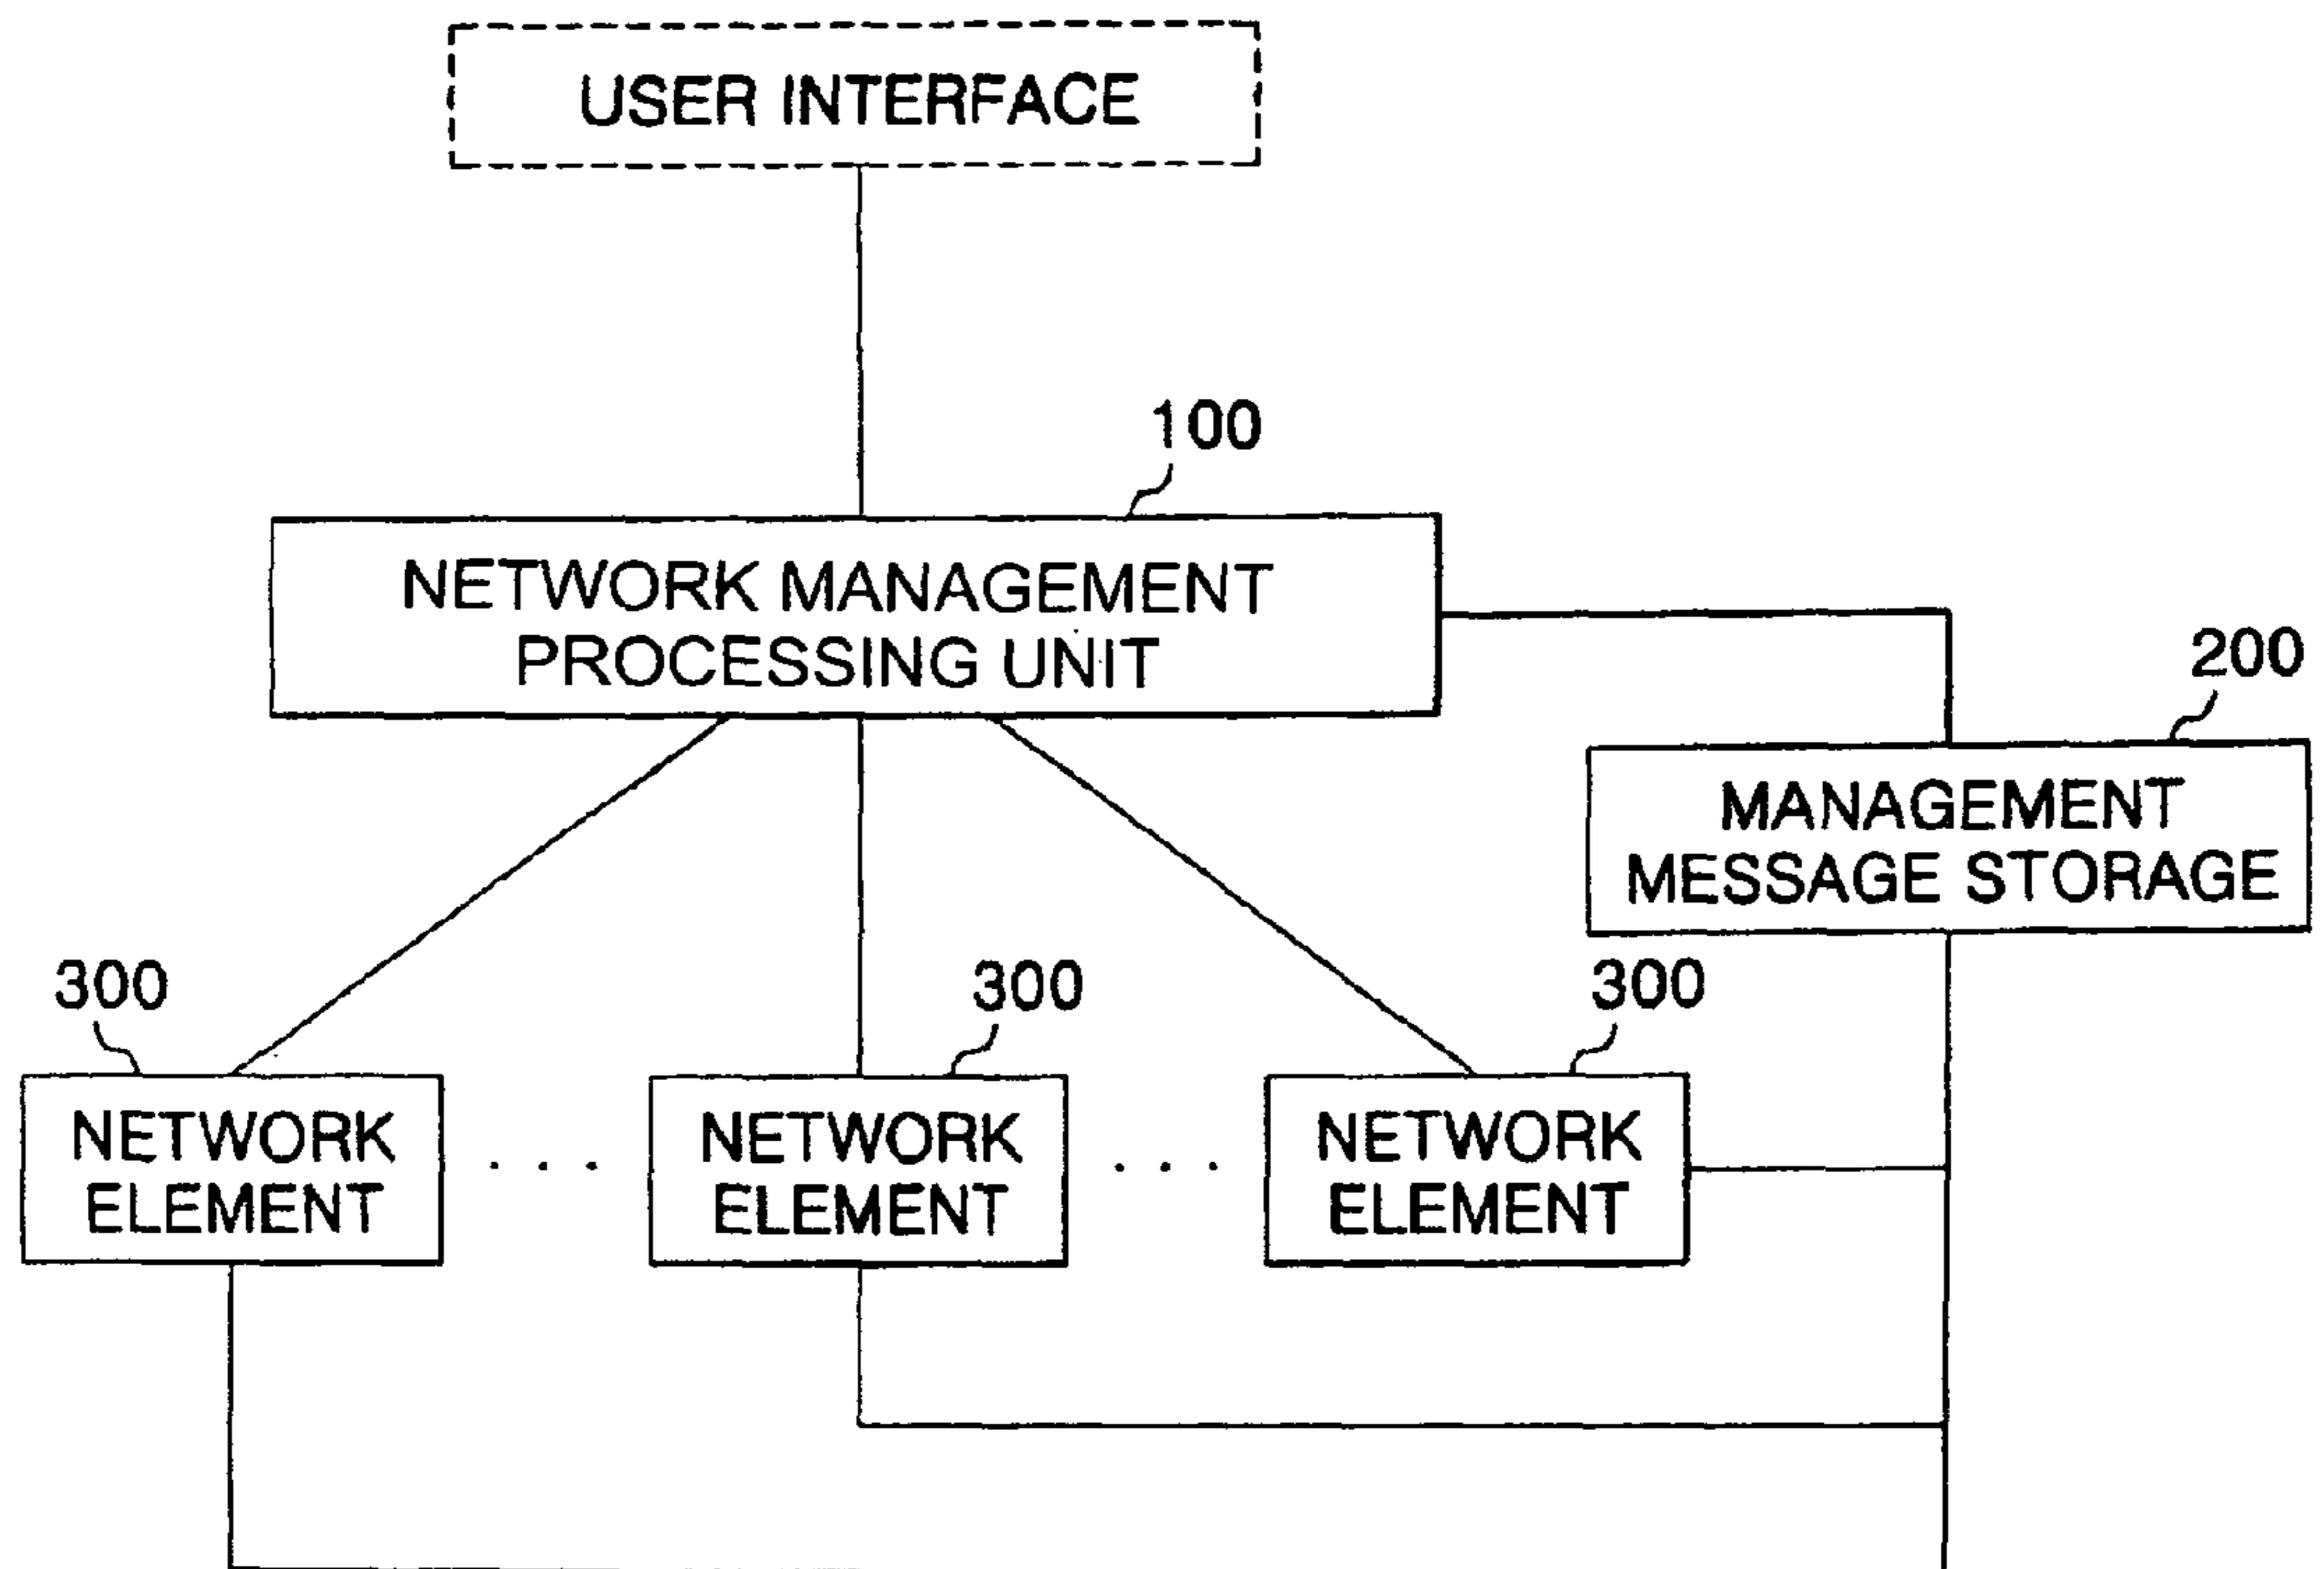 USER INTERFACE
100
NETWORK MANAGEMENT
PROCESSING UNIT
200
MANAGEMENT
MESSAGE STORAGE
300
300
300
NETWORK
ELEMENT
. . .
NETWORK
ELEMENT
. . .
NETWORK
ELEMENT